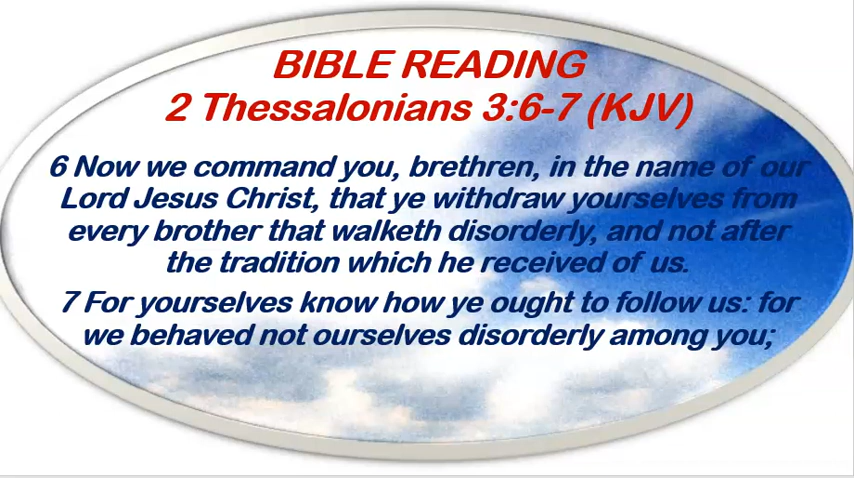 BIBLE READING
2 Thessalonians 3:6-7 (KJV)
6 Now we command you, brethren, in the name of our
Lord Jesus Christ, that ye withdraw yourselves from
every brother that walketh disorderly, and not after
the tradition which he received of us.
7 For yourselves know how ye ought to follow us: for
we behaved not ourselves disorderly among you;